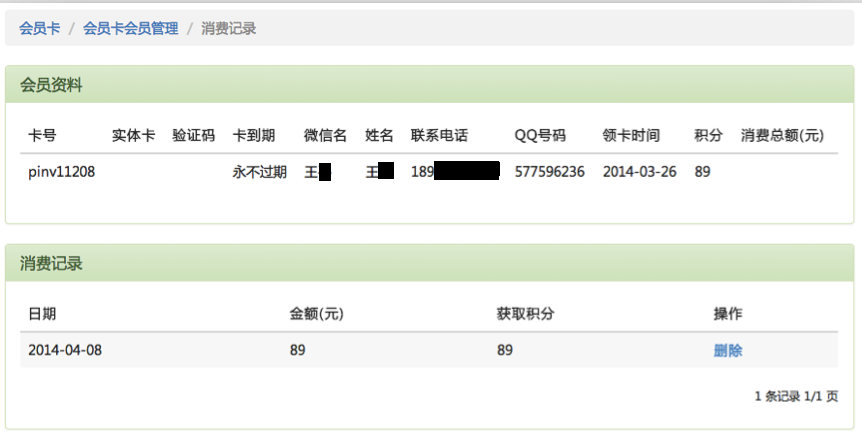 会员卡 / 会员卡会员管理 / 消费记录
会员资料
卡号 实体卡 验证码 卡到期 微信名 姓名 联系电话 QQ号码 领卡时间 积分 消费总额(元)
pinv11208 永不过期 王 王 189 577596236 2014-03-26 89
消费记录
日期 金额(元) 获取积分 操作
2014-04-08 89 89 删除
1 条记录 1/1 页